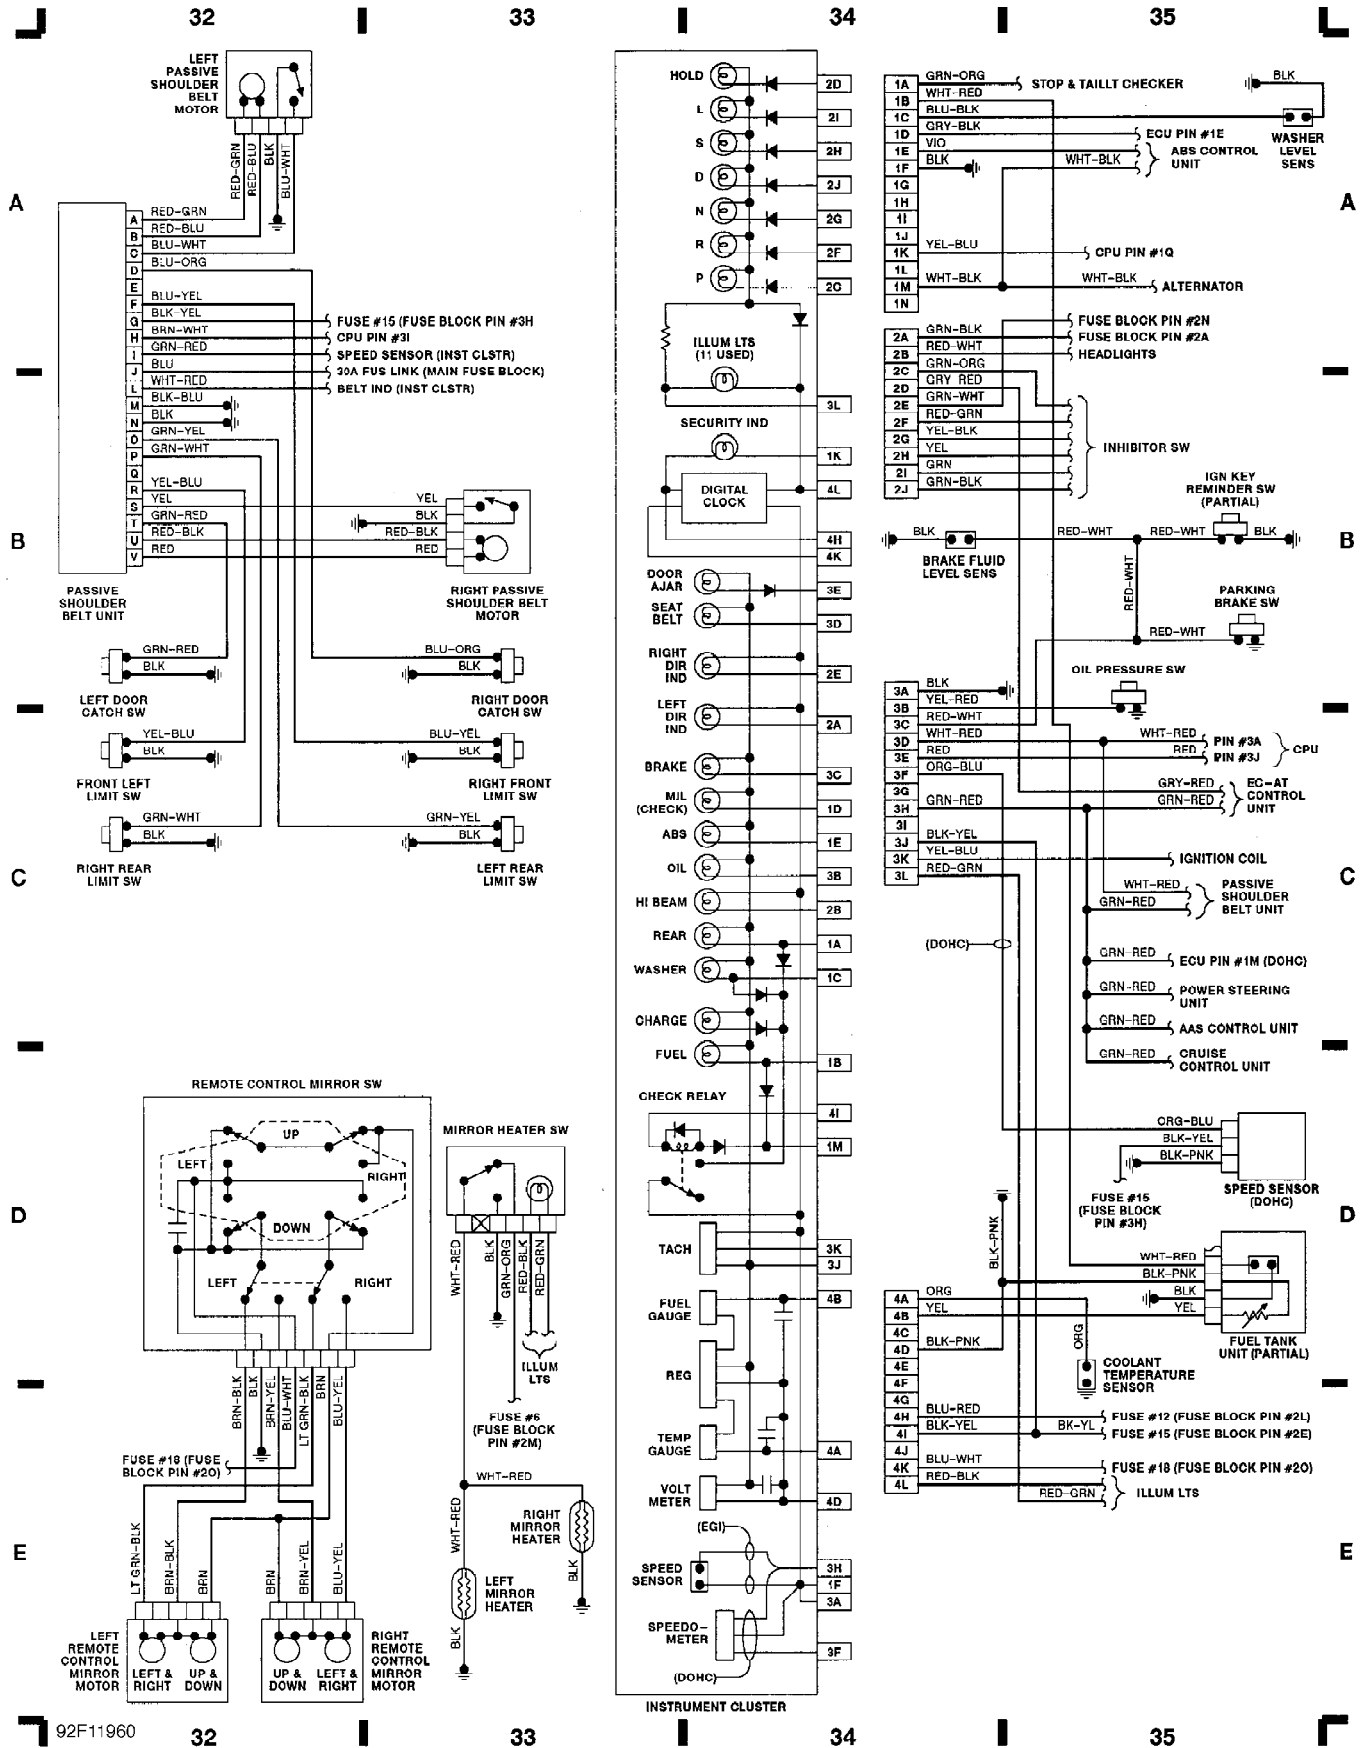 32
33
34
35
A
B
C
D
E
LEFT
PASSIVE
SHOULDER
BELT
MOTOR
RED-GRN
RED-BLU
BLK
BLU-WHT
A RED-GRN
B RED-BLU
C BLU-WHT
D BLU-ORG
E
F BLU-YEL
G BLK-YEL FUSE #15 (FUSE BLOCK PIN #3H
H BRN-WHT CPU PIN #3I
I GRN-RED SPEED SENSOR (INST CLSTR)
J BLU 30A FUS LINK (MAIN FUSE BLOCK)
L WHT-RED BELT IND (INST CLSTR)
M BLK-BLU
N BLK
O GRN-YEL
P GRN-WHT
Q
R YEL-BLU
S YEL
T GRN-RED
U RED-BLK
V RED
YEL
BLK
RED-BLK
RED
PASSIVE
SHOULDER
BELT UNIT
RIGHT PASSIVE
SHOULDER BELT
MOTOR
GRN-RED
BLK
LEFT DOOR
CATCH SW
BLU-ORG
BLK
RIGHT DOOR
CATCH SW
YEL-BLU
BLK
FRONT LEFT
LIMIT SW
BLU-YEL
BLK
RIGHT FRONT
LIMIT SW
GRN-WHT
BLK
RIGHT REAR
LIMIT SW
GRN-YEL
BLK
LEFT REAR
LIMIT SW
REMOTE CONTROL MIRROR SW
UP
LEFT
RIGHT
DOWN
LEFT
RIGHT
BRN-BLK
BLK
BRN-YEL
BLU-WHT
LT GRN-BLK
BRN
BLU-YEL
FUSE #18 (FUSE
BLOCK PIN #2O)
LT GRN-BLK
BRN-BLK
BRN
BRN
BRN-YEL
BLU-YEL
LEFT
REMOTE
CONTROL
MIRROR
MOTOR
LEFT &
RIGHT
UP &
DOWN
UP &
DOWN
LEFT &
RIGHT
RIGHT
REMOTE
CONTROL
MIRROR
MOTOR
MIRROR HEATER SW
WHT-RED
BLK
GRN-ORG
RED-BLK
RED-GRN
ILLUM
LTS
FUSE #6
(FUSE BLOCK
PIN #2M)
WHT-RED
WHT-RED
RIGHT
MIRROR
HEATER
BLK
LEFT
MIRROR
HEATER
BLK
HOLD 2D
L 2I
S 2H
D 2J
N 2G
R 2F
P 2C
ILLUM LTS
(11 USED)
3L
SECURITY IND
1K
DIGITAL
CLOCK
4L
4H
4K
DOOR
AJAR
3E
SEAT
BELT
3D
RIGHT
DIR
IND
2E
LEFT
DIR
IND
2A
BRAKE 3C
MIL
(CHECK)
1D
ABS 1E
OIL 3B
HI BEAM 2B
REAR 1A
WASHER 1C
CHARGE
FUEL 1B
CHECK RELAY
4I
1M
TACH
3K
3J
FUEL
GAUGE
4B
REG
TEMP
GAUGE
4A
VOLT
METER
4D
(EGI)
SPEED
SENSOR
3H
1F
3A
SPEEDO-
METER
3F
(DOHC)
INSTRUMENT CLUSTER
1A GRN-ORG STOP & TAILLT CHECKER
1B WHT-RED
1C BLU-BLK
1D GRY-BLK ECU PIN #1E
1E VIO
1F BLK
WHT-BLK
ABS CONTROL
UNIT
BLK
WASHER
LEVEL
SENS
1G
1H
1I
1J
1K YEL-BLU CPU PIN #1Q
1L
1M WHT-BLK WHT-BLK ALTERNATOR
1N
FUSE BLOCK PIN #2N
2A GRN-BLK FUSE BLOCK PIN #2A
2B RED-WHT HEADLIGHTS
2C GRN-ORG
2D GRY RED
2E GRN-WHT
2F RED-GRN
2G YEL-BLK
2H YEL
2I GRN
2J GRN-BLK
INHIBITOR SW
IGN KEY
REMINDER SW
(PARTIAL)
BLK
RED-WHT
RED-WHT
BLK
BRAKE FLUID
LEVEL SENS
RED-WHT
PARKING
BRAKE SW
RED-WHT
OIL PRESSURE SW
3A BLK
3B YEL-RED
3C RED-WHT
3D WHT-RED WHT-RED PIN #3A
3E RED RED PIN #3J
CPU
3F ORG-BLU
3G
3H GRN-RED
GRY-RED
GRN-RED
EC-AT
CONTROL
UNIT
3I
3J BLK-YEL
3K YEL-BLU IGNITION COIL
3L RED-GRN
WHT-RED
GRN-RED
PASSIVE
SHOULDER
BELT UNIT
(DOHC)
GRN-RED ECU PIN #1M (DOHC)
GRN-RED POWER STEERING
UNIT
GRN-RED AAS CONTROL UNIT
GRN-RED CRUISE
CONTROL UNIT
ORG-BLU
BLK-YEL
BLK-PNK
FUSE #15
(FUSE BLOCK
PIN #3H)
SPEED SENSOR
(DOHC)
BLK-PNK
WHT-RED
BLK-PNK
BLK
YEL
FUEL TANK
UNIT (PARTIAL)
4A ORG
4B YEL
4C
4D BLK-PNK
4E
4F
4G
ORG
COOLANT
TEMPERATURE
SENSOR
4H BLU-RED FUSE #12 (FUSE BLOCK PIN #2L)
4I BLK-YEL BK-YL FUSE #15 (FUSE BLOCK PIN #2E)
4J
4K BLU-WHT FUSE #18 (FUSE BLOCK PIN #2O)
4L RED-BLK
RED-GRN
ILLUM LTS
A
B
C
D
E
92F11960
32
33
34
35